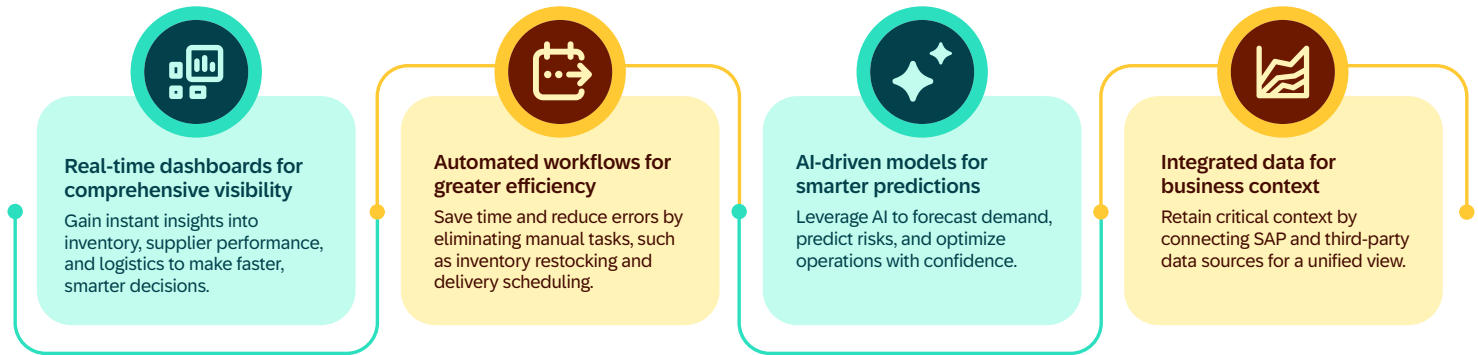 Real-time dashboards for
comprehensive visibility
Gain instant insights into
inventory, supplier performance,
and logistics to make faster,
smarter decisions.
Automated workflows for
greater efficiency
Save time and reduce errors by
eliminating manual tasks, such
as inventory restocking and
delivery scheduling.
AI-driven models for
smarter predictions
Leverage AI to forecast demand,
predict risks, and optimize
operations with confidence.
Integrated data for
business context
Retain critical context by
connecting SAP and third-party
data sources for a unified view.